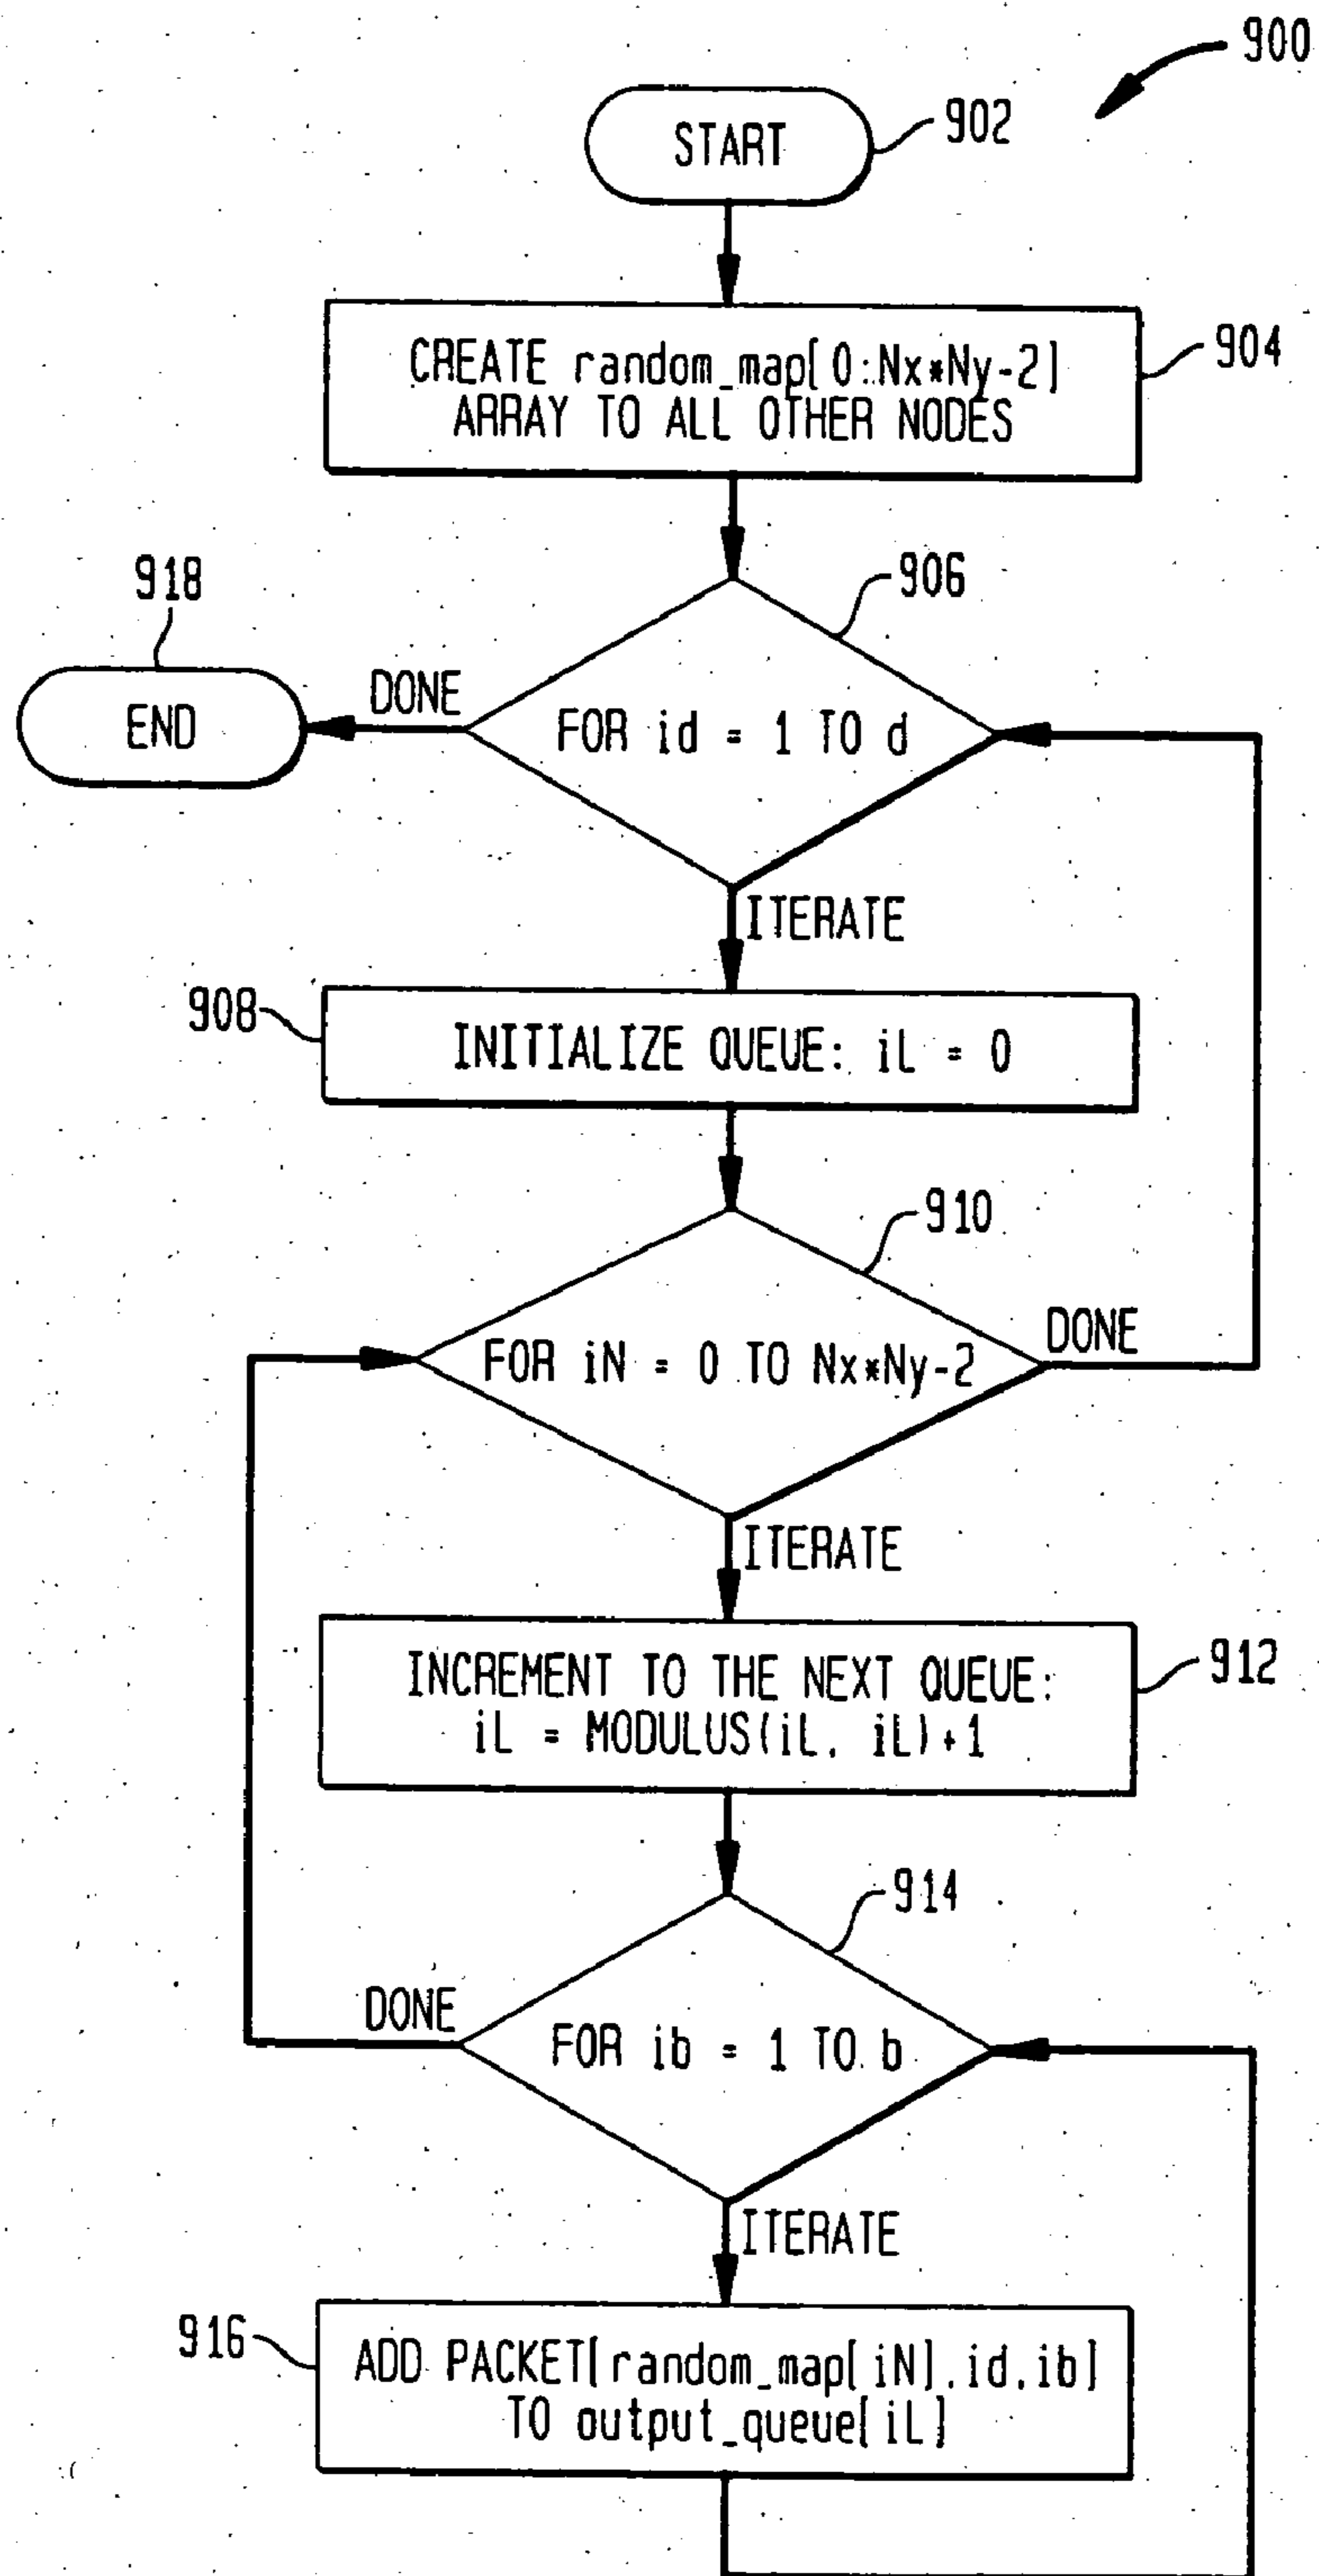 900
START
902
CREATE random_map[0:Nx*Ny-2]
ARRAY TO ALL OTHER NODES
904
906
918
END
DONE
FOR id = 1 TO d
ITERATE
908
INITIALIZE QUEUE: iL = 0
910
FOR iN = 0 TO Nx*Ny-2
DONE
ITERATE
INCREMENT TO THE NEXT QUEUE:
iL = MODULUS(iL, iL)+1
912
914
DONE
FOR ib = 1 TO b
ITERATE
916
ADD PACKET[random_map[iN],id,ib]
TO output_queue[iL]